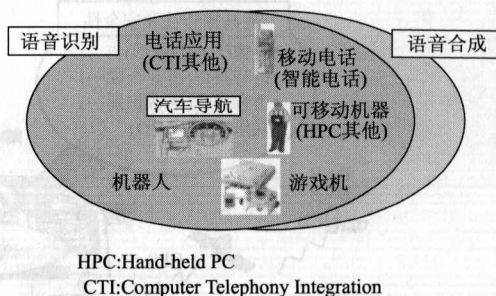 语音识别
语音合成
电话应用
(CTI其他)
移动电话
(智能电话)
汽车导航
可移动机器
(HPC其他)
机器人
游戏机
HPC:Hand-held PC
CTI:Computer Telephony Integration